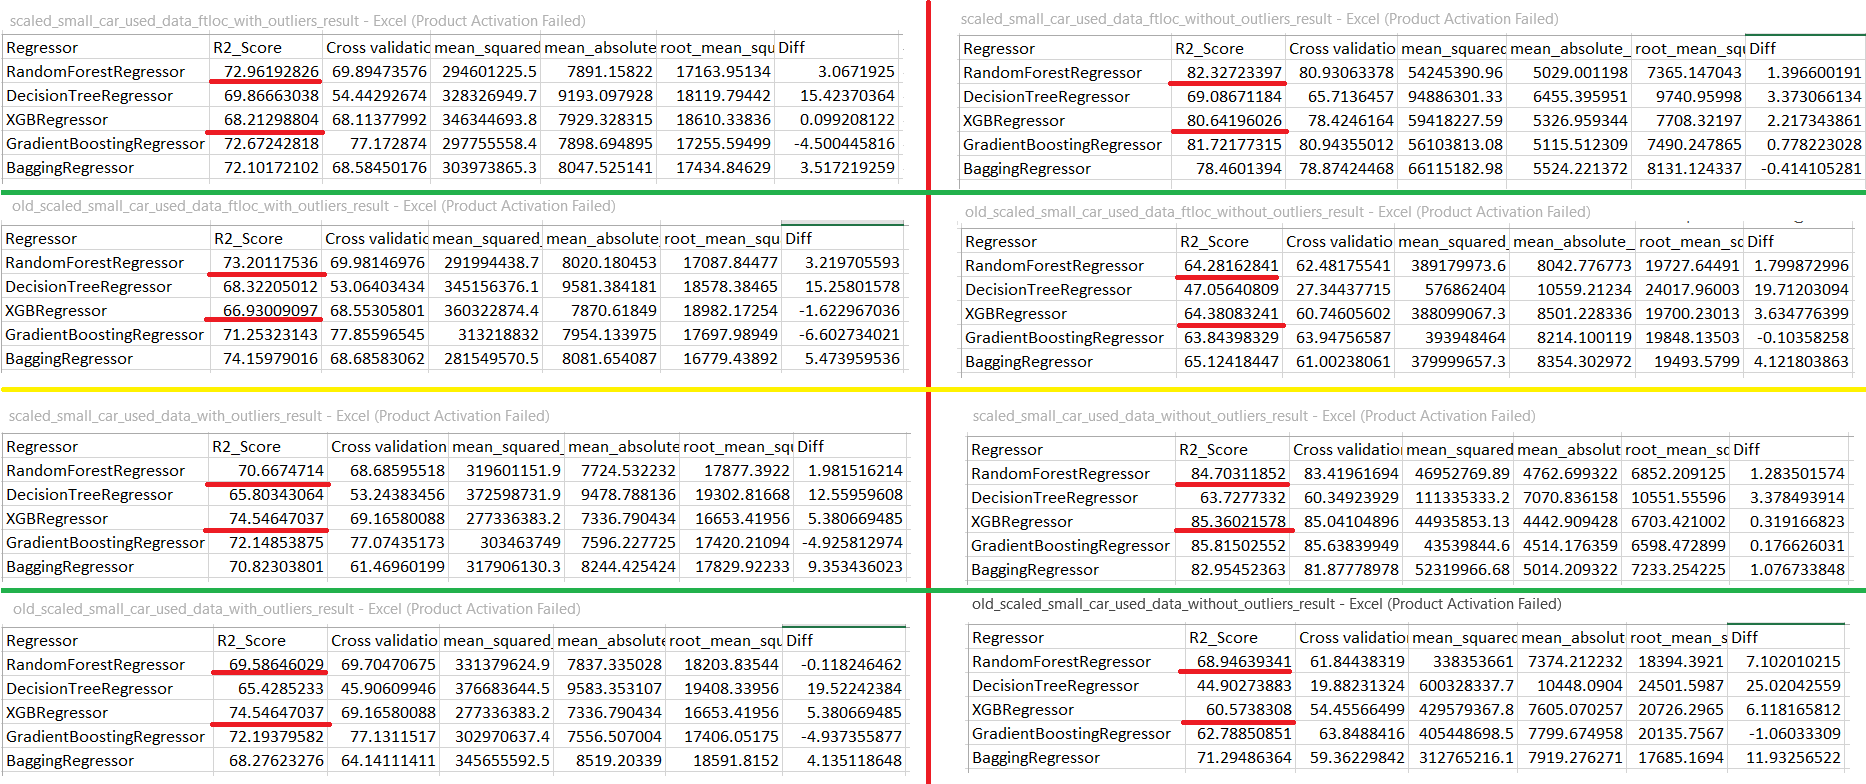 scaled_small_car_used_data_ftloc_with_outliers_result - Excel (Product Activation Failed)
Regressor R2_Score Cross validatio mean_squared_ mean_absolute root_mean_squ Diff
RandomForestRegressor 72.96192826 69.89473576 294601225.5 7891.15822 17163.95134 3.0671925
DecisionTreeRegressor 69.86663038 54.44292674 328326949.7 9193.097928 18119.79442 15.42370364
XGBRegressor 68.21298804 68.11377992 346344693.8 7929.328315 18610.33836 0.099208122
GradientBoostingRegressor 72.67242818 77.172874 297755558.4 7898.694895 17255.59499 -4.500445816
BaggingRegressor 72.10172102 68.58450176 303973865.3 8047.525141 17434.84629 3.517219259
scaled_small_car_used_data_ftloc_without_outliers_result - Excel (Product Activation Failed)
Regressor R2_Score Cross validatio mean_squared mean_absolute_ root_mean_squ Diff
RandomForestRegressor 82.32723397 80.93063378 54245390.96 5029.001198 7365.147043 1.396600191
DecisionTreeRegressor 69.08671184 65.7136457 94886301.33 6455.395951 9740.95998 3.373066134
XGBRegressor 80.64196026 78.4246164 59418227.59 5326.959344 7708.32197 2.217343861
GradientBoostingRegressor 81.72177315 80.94355012 56103813.08 5115.512309 7490.247865 0.778223028
BaggingRegressor 78.4601394 78.87424468 66115182.98 5524.221372 8131.124337 -0.414105281
old_scaled_small_car_used_data_ftloc_with_outliers_result - Excel (Product Activation Failed)
Regressor R2_Score Cross validatio mean_squared_ mean_absolute_ root_mean_squ Diff
RandomForestRegressor 73.20117536 69.98146976 291994438.7 8020.180453 17087.84477 3.219705593
DecisionTreeRegressor 68.32205012 53.06403434 345156376.1 9581.384181 18578.38465 15.25801578
XGBRegressor 66.93009097 68.55305801 360322874.4 7870.61849 18982.17254 -1.622967036
GradientBoostingRegressor 71.25323143 77.85596545 313218832 7954.133975 17697.98949 -6.602734021
BaggingRegressor 74.15979016 68.68583062 281549570.5 8081.654087 16779.43892 5.473959536
old_scaled_small_car_used_data_ftloc_without_outliers_result - Excel (Product Activation Failed)
Regressor R2_Score Cross validatio mean_squared_ mean_absolute_ root_mean_sq Diff
RandomForestRegressor 64.28162841 62.48175541 389179973.6 8042.776773 19727.64491 1.799872996
DecisionTreeRegressor 47.05640809 27.34437715 576862404 10559.21234 24017.96003 19.71203094
XGBRegressor 64.38083241 60.74605602 388099067.3 8501.228336 19700.23013 3.634776399
GradientBoostingRegressor 63.84398329 63.94756587 393948464 8214.100119 19848.13503 -0.10358258
BaggingRegressor 65.12418447 61.00238061 379999657.3 8354.302972 19493.5799 4.121803863
scaled_small_car_used_data_with_outliers_result - Excel (Product Activation Failed)
Regressor R2_Score Cross validation mean_squared_ mean_absolute root_mean_squ Diff
RandomForestRegressor 70.6674714 68.68595518 319601151.9 7724.532232 17877.3922 1.981516214
DecisionTreeRegressor 65.80343064 53.24383456 372598731.9 9478.788136 19302.81668 12.55959608
XGBRegressor 74.54647037 69.16580088 277336383.2 7336.790434 16653.41956 5.380669485
GradientBoostingRegressor 72.14853875 77.07435173 303463749 7596.227725 17420.21094 -4.925812974
BaggingRegressor 70.82303801 61.46960199 317906130.3 8244.425424 17829.92233 9.353436023
scaled_small_car_used_data_without_outliers_result - Excel (Product Activation Failed)
Regressor R2_Score Cross validatio mean_squared mean_absolut root_mean_sq Diff
RandomForestRegressor 84.70311852 83.41961694 46952769.89 4762.699322 6852.209125 1.283501574
DecisionTreeRegressor 63.7277332 60.34923929 111335333.2 7070.836158 10551.55596 3.378493914
XGBRegressor 85.36021578 85.04104896 44935853.13 4442.909428 6703.421002 0.319166823
GradientBoostingRegressor 85.81502552 85.63839949 43539844.6 4514.176359 6598.472899 0.176626031
BaggingRegressor 82.95452363 81.87778978 52319966.68 5014.209322 7233.254225 1.076733848
old_scaled_small_car_used_data_with_outliers_result - Excel (Product Activation Failed)
Regressor R2_Score Cross validatio mean_squared_ mean_absolute root_mean_squ Diff
RandomForestRegressor 69.58646029 69.70470675 331379624.9 7837.335028 18203.83544 -0.118246462
DecisionTreeRegressor 65.4285233 45.90609946 376683644.5 9583.353107 19408.33956 19.52242384
XGBRegressor 74.54647037 69.16580088 277336383.2 7336.790434 16653.41956 5.380669485
GradientBoostingRegressor 72.19379582 77.1311517 302970637.4 7556.507004 17406.05175 -4.937355877
BaggingRegressor 68.27623276 64.14111411 345655592.5 8519.20339 18591.8152 4.135118648
old_scaled_small_car_used_data_without_outliers_result - Excel (Product Activation Failed)
Regressor R2_Score Cross validation mean_squared mean_absolut root_mean_s Diff
RandomForestRegressor 68.94639341 61.84438319 338353661 7374.212232 18394.3921 7.102010215
DecisionTreeRegressor 44.90273883 19.88231324 600328337.7 10448.0904 24501.5987 25.02042559
XGBRegressor 60.5738308 54.45566499 429579367.8 7605.070257 20726.2965 6.118165812
GradientBoostingRegressor 62.78850851 63.8488416 405448698.5 7799.674958 20135.7567 -1.06033309
BaggingRegressor 71.29486364 59.36229842 312765216.1 7919.276271 17685.1694 11.93256522